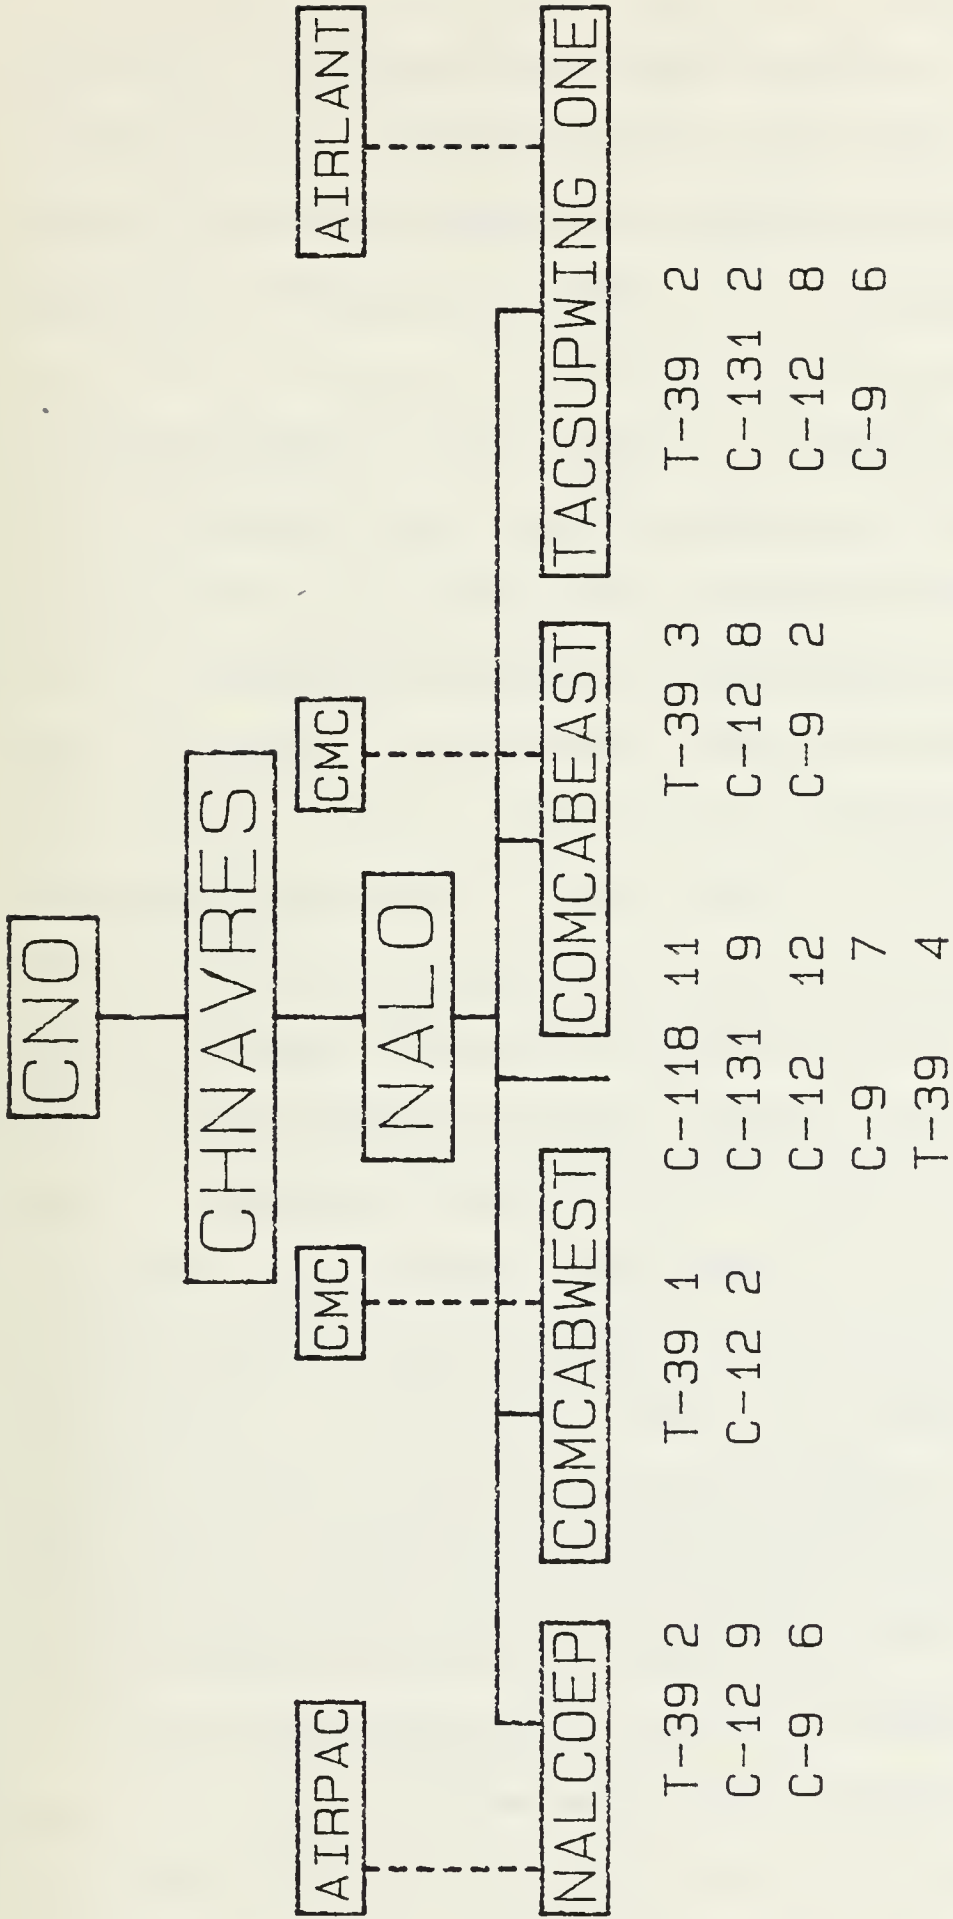 CNO
CHNAVRES
AIRPAC CMC CMC AIRLANT
NALO
NALCOEP COMCABWEST COMCABEAST TACSUPWING ONE
T-39 2 T-39 1 C-118 11 T-39 3 T-39 2
C-12 9 C-12 2 C-131 9 C-12 8 C-131 2
C-9 6 C-12 12 C-9 2 C-12 8
C-9 7 C-9 6
T-39 4